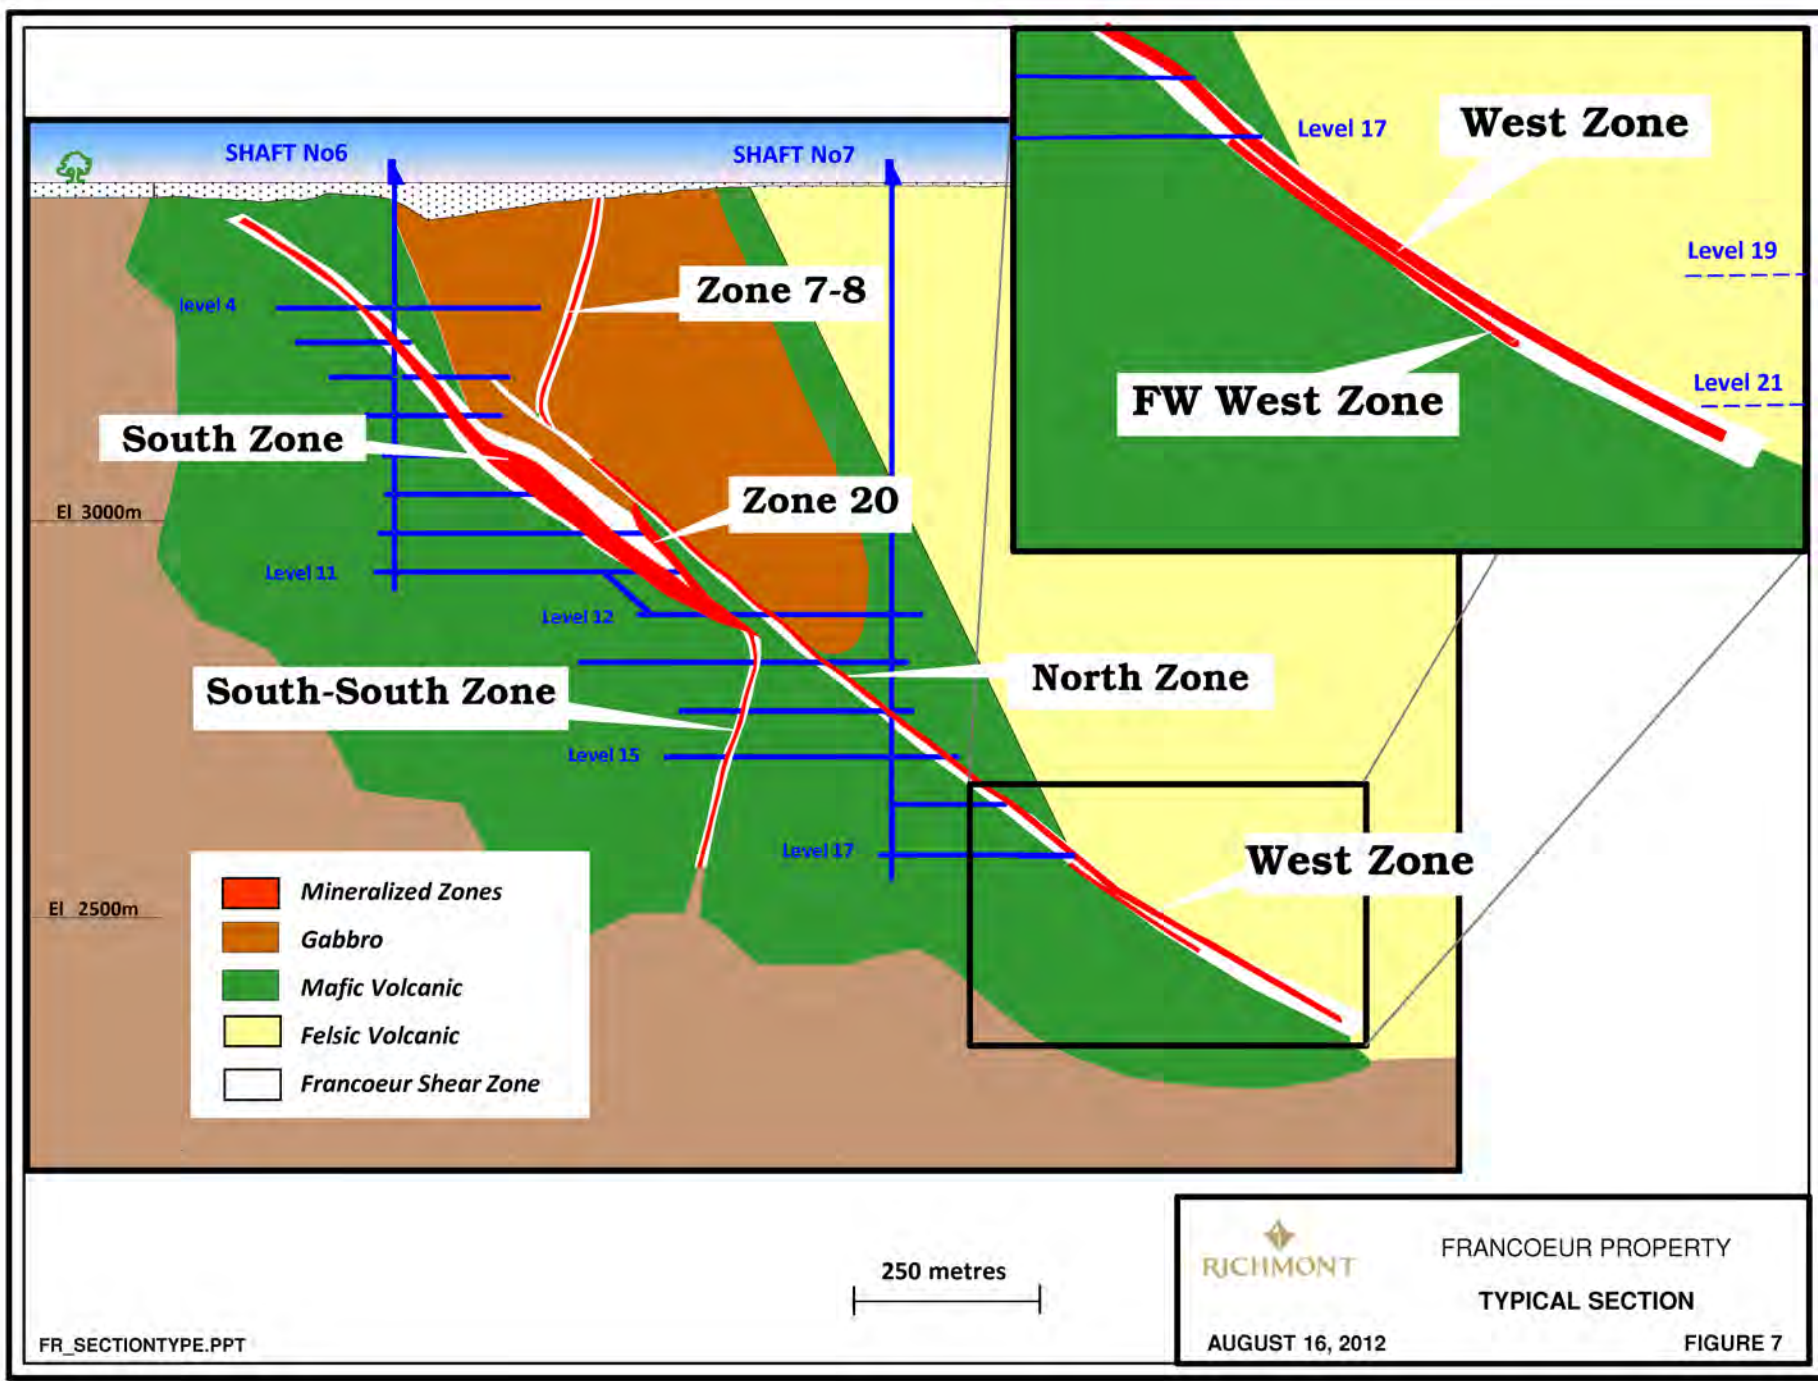 SHAFT No6
SHAFT No7
level 4
Zone 7-8
South Zone
Zone 20
El 3000m
Level 11
Level 12
South-South Zone
North Zone
Level 15
Level 17
West Zone
El 2500m
Mineralized Zones
Gabbro
Mafic Volcanic
Felsic Volcanic
Francoeur Shear Zone
Level 17
West Zone
Level 19
Level 21
FW West Zone
250 metres
FR_SECTIONTYPE.PPT
RICHMONT
FRANCOEUR PROPERTY
TYPICAL SECTION
AUGUST 16, 2012
FIGURE 7